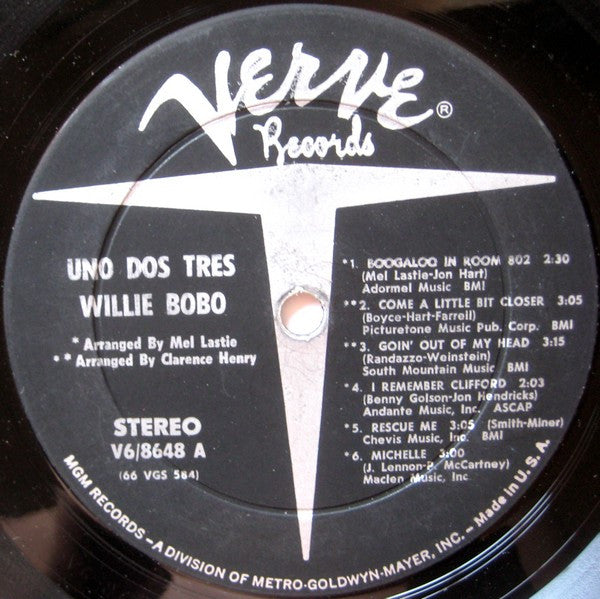 VERVE ®
Records
UNO DOS TRES
WILLIE BOBO
* Arranged By Mel Lastie
** Arranged By Clarence Henry
STEREO
V6/8648 A
(66 VGS 584)
*1. BOOGALOO IN ROOM 802 2:30
(Mel Lastie-Jon Hart)
Adormel Music BMI
**2. COME A LITTLE BIT CLOSER 3:05
(Boyce-Hart-Farrell)
Picturetone Music Pub. Corp. BMI
**3. GOIN' OUT OF MY HEAD 3:15
(Randazzo-Weinstein)
South Mountain Music BMI
*4. I REMEMBER CLIFFORD 2:03
(Benny Golson-Jon Hendricks)
Andante Music, Inc. ASCAP
*5. RESCUE ME 3:05 (Smith-Miner)
Chevis Music, Inc. BMI
*6. MICHELLE 3:00
(J. Lennon-P. McCartney)
Maclen Music, Inc
MGM RECORDS—A DIVISION OF METRO-GOLDWYN-MAYER, INC.—Made in U.S.A.